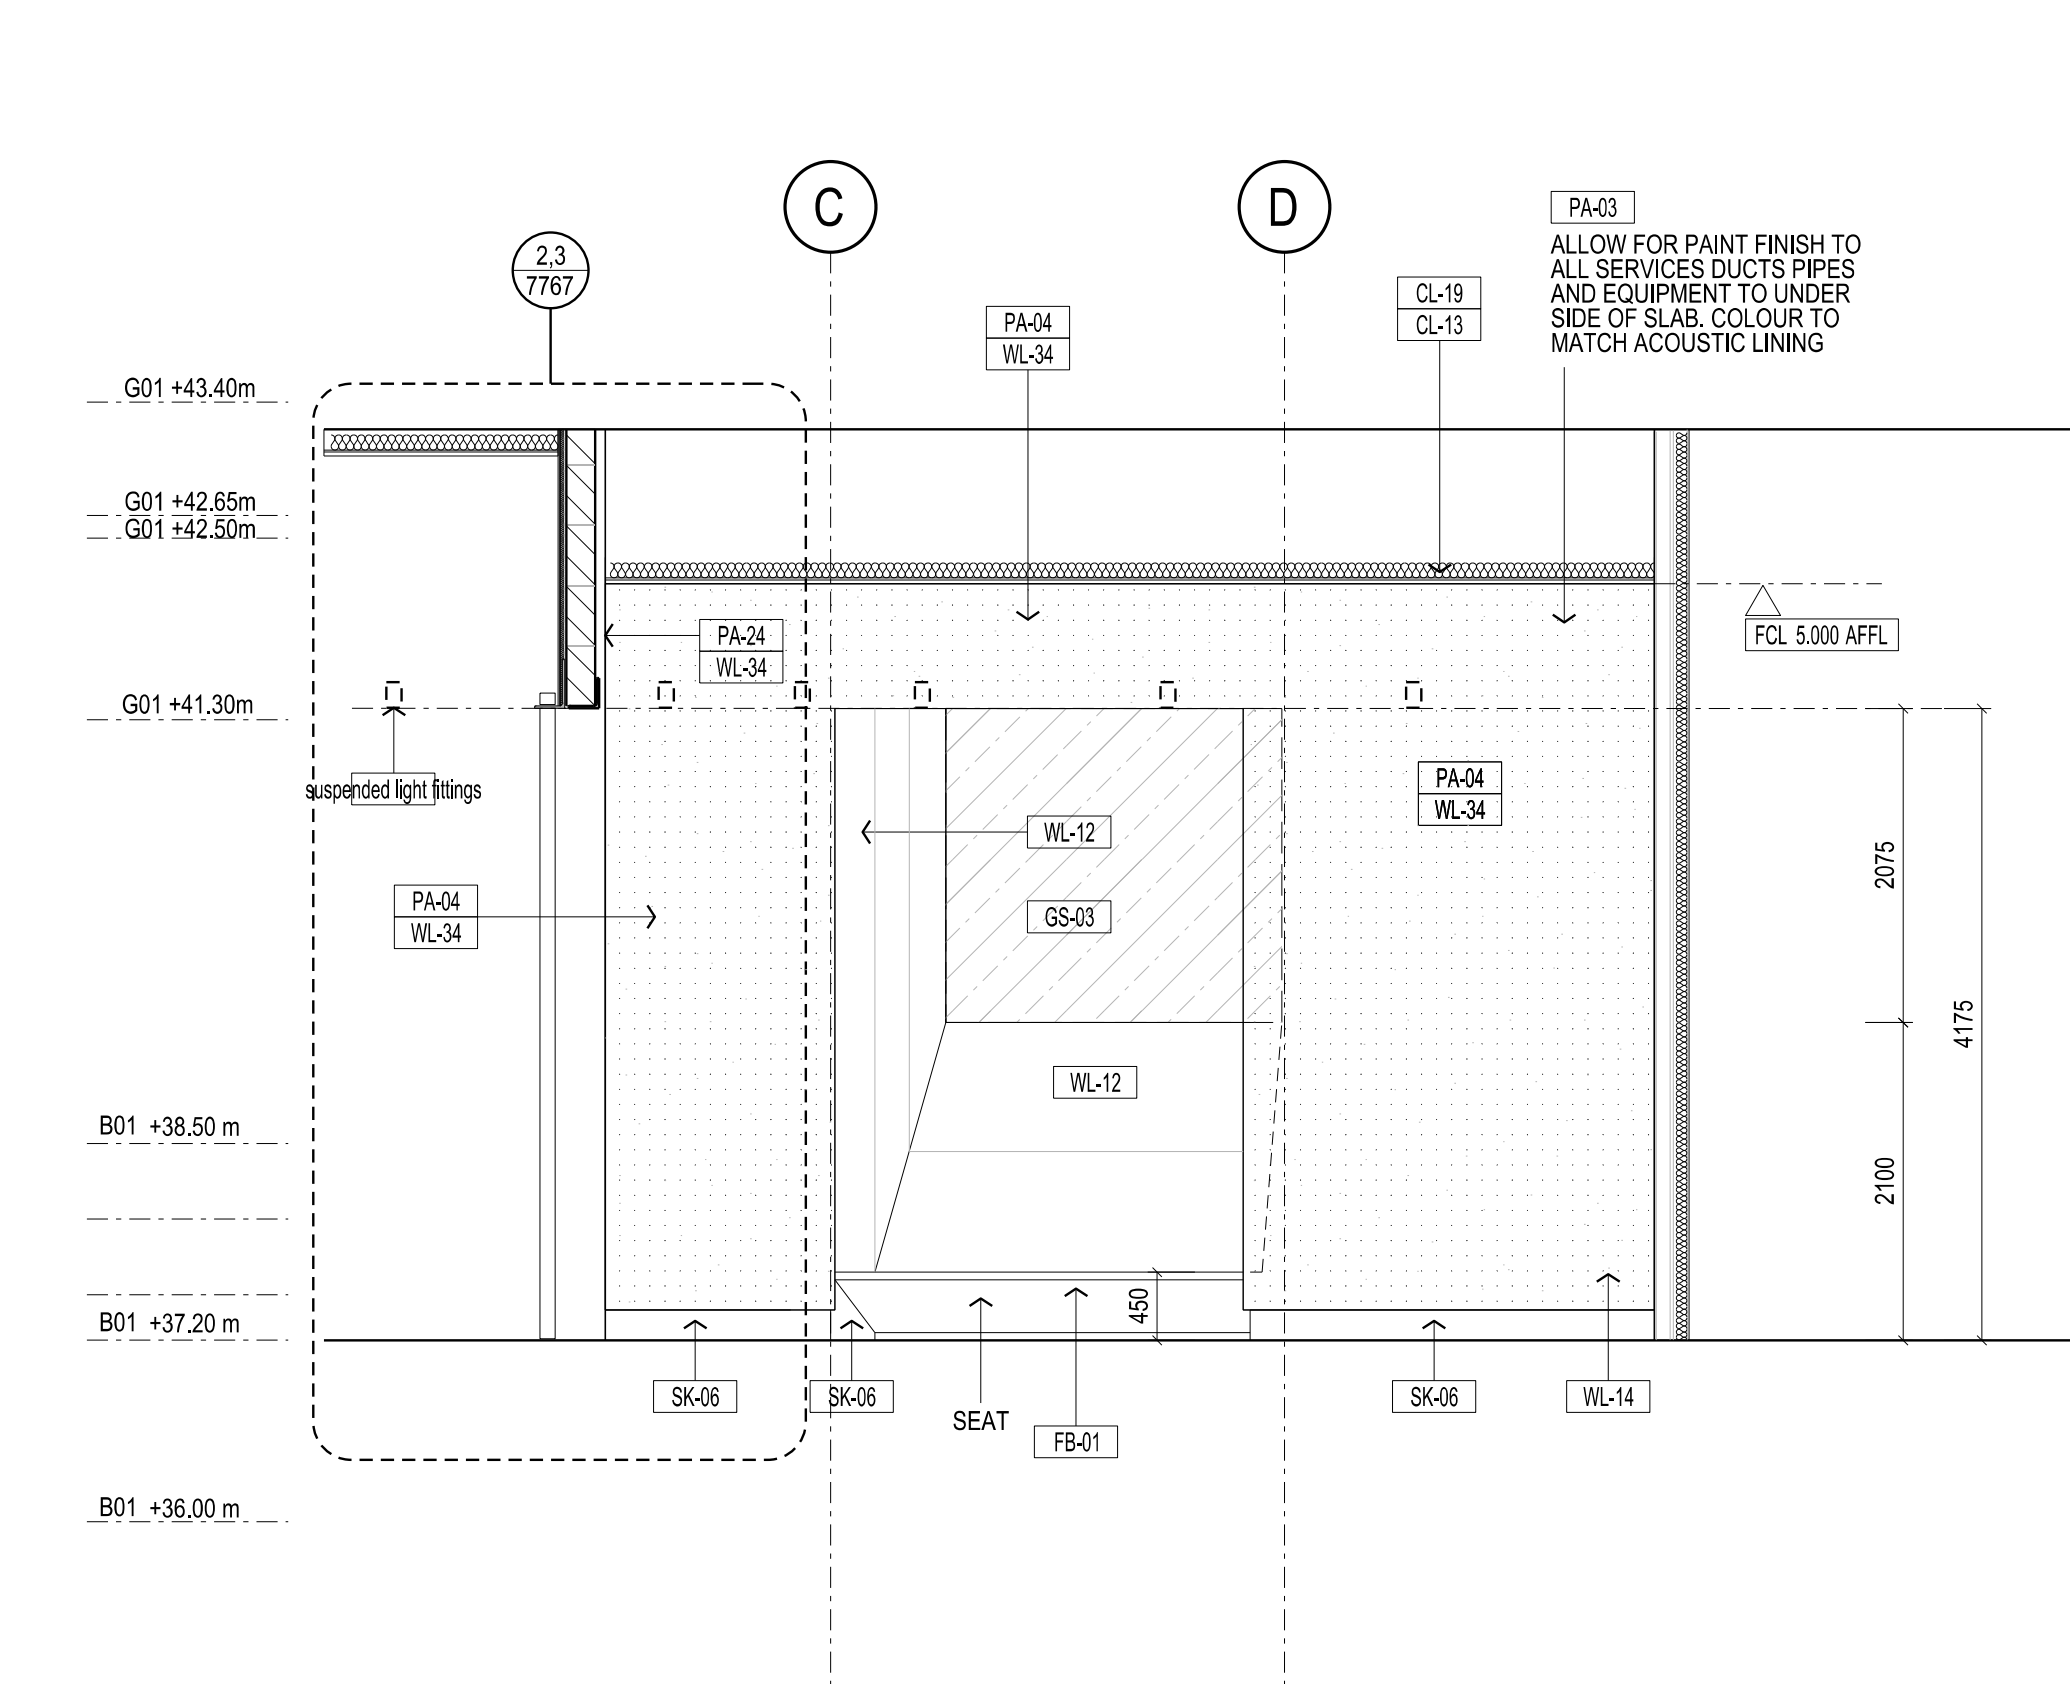 C
D
PA-03
ALLOW FOR PAINT FINISH TO
ALL SERVICES DUCTS PIPES
AND EQUIPMENT TO UNDER
SIDE OF SLAB. COLOUR TO
MATCH ACOUSTIC LINING
2,3
7767
CL-19
CL-13
PA-04
WL-34
G01 +43.40m
G01 +42.65m
G01 +42.50m
PA-24
WL-34
FCL 5.000 AFFL
G01 +41.30m
suspended light fittings
PA-04
WL-34
WL-12
2075
PA-04
WL-34
GS-03
4175
WL-12
B01 +38.50 m
2100
450
B01 +37.20 m
SK-06
SK-06
SEAT
FB-01
SK-06
WL-14
B01 +36.00 m